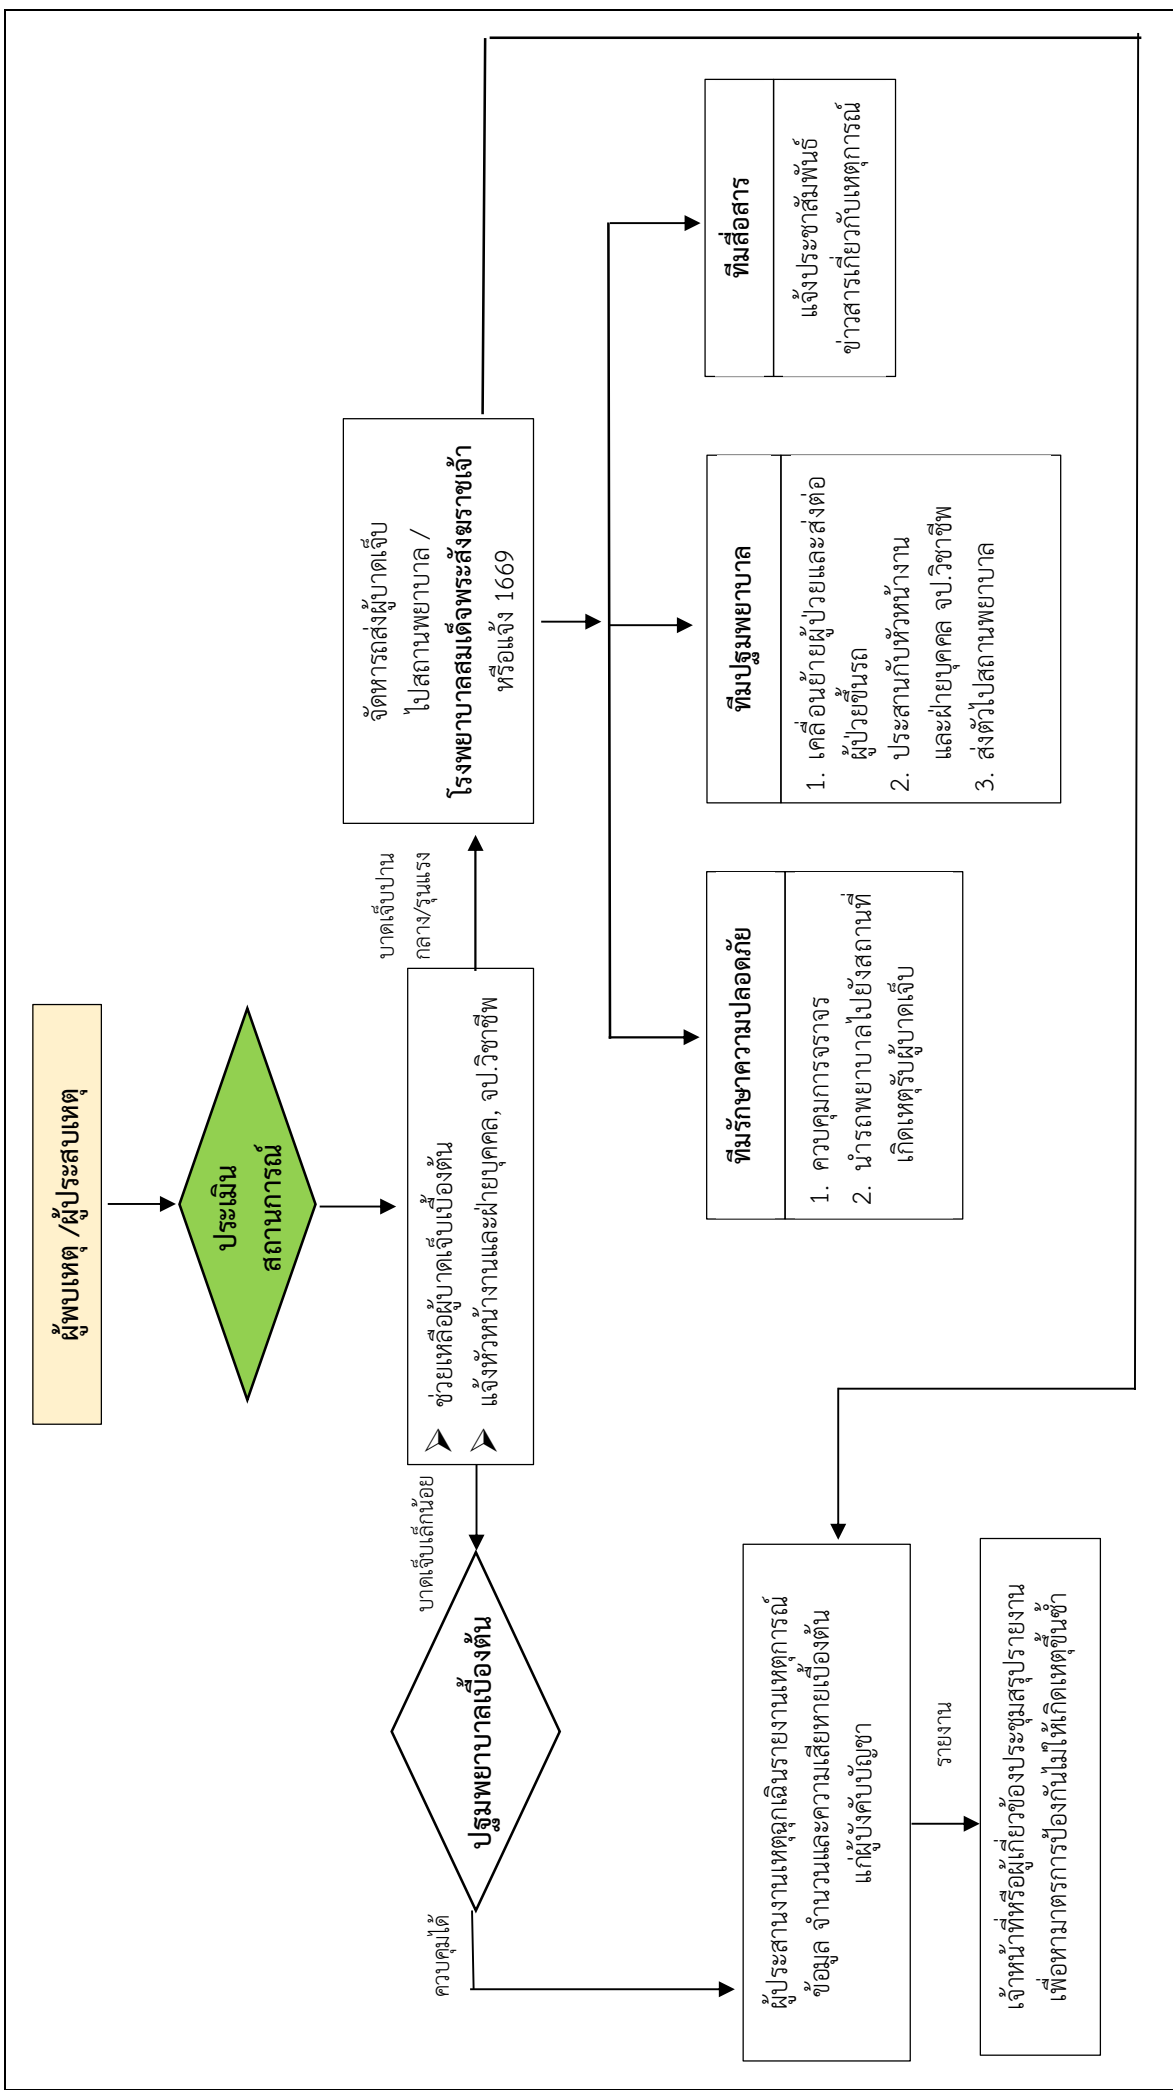 ผู้พบเหตุ /ผู้ประสบเหตุ
ประเมิน
สถานการณ์
ช่วยเหลือผู้บาดเจ็บเบื้องต้น
แจ้งหัวหน้างานและฝ่ายบุคคล, จป.วิชาชีพ
บาดเจ็บเล็กน้อย
บาดเจ็บปาน
กลาง/รุนแรง
ปฐมพยาบาลเบื้องต้น
ควบคุมได้
จัดหารถส่งผู้บาดเจ็บ
ไปสถานพยาบาล /
โรงพยาบาลสมเด็จพระสังฆราชเจ้า
หรือแจ้ง 1669
ทีมรักษาความปลอดภัย
1. ควบคุมการจราจร
2. นำรถพยาบาลไปยังสถานที่
เกิดเหตุรับผู้บาดเจ็บ
ทีมปฐมพยาบาล
1. เคลื่อนย้ายผู้ป่วยและส่งต่อ
ผู้ป่วยขึ้นรถ
2. ประสานกับหัวหน้างาน
และฝ่ายบุคคล จป.วิชาชีพ
3. ส่งตัวไปสถานพยาบาล
ทีมสื่อสาร
แจ้งประชาสัมพันธ์
ข่าวสารเกี่ยวกับเหตุการณ์
ผู้ประสานงานเหตุฉุกเฉินรายงานเหตุการณ์
ข้อมูล จำนวนและความเสียหายเบื้องต้น
แก่ผู้บังคับบัญชา
รายงาน
เจ้าหน้าที่หรือผู้เกี่ยวข้องประชุมสรุปรายงาน
เพื่อหามาตรการป้องกันไม่ให้เกิดเหตุขึ้นซ้ำ